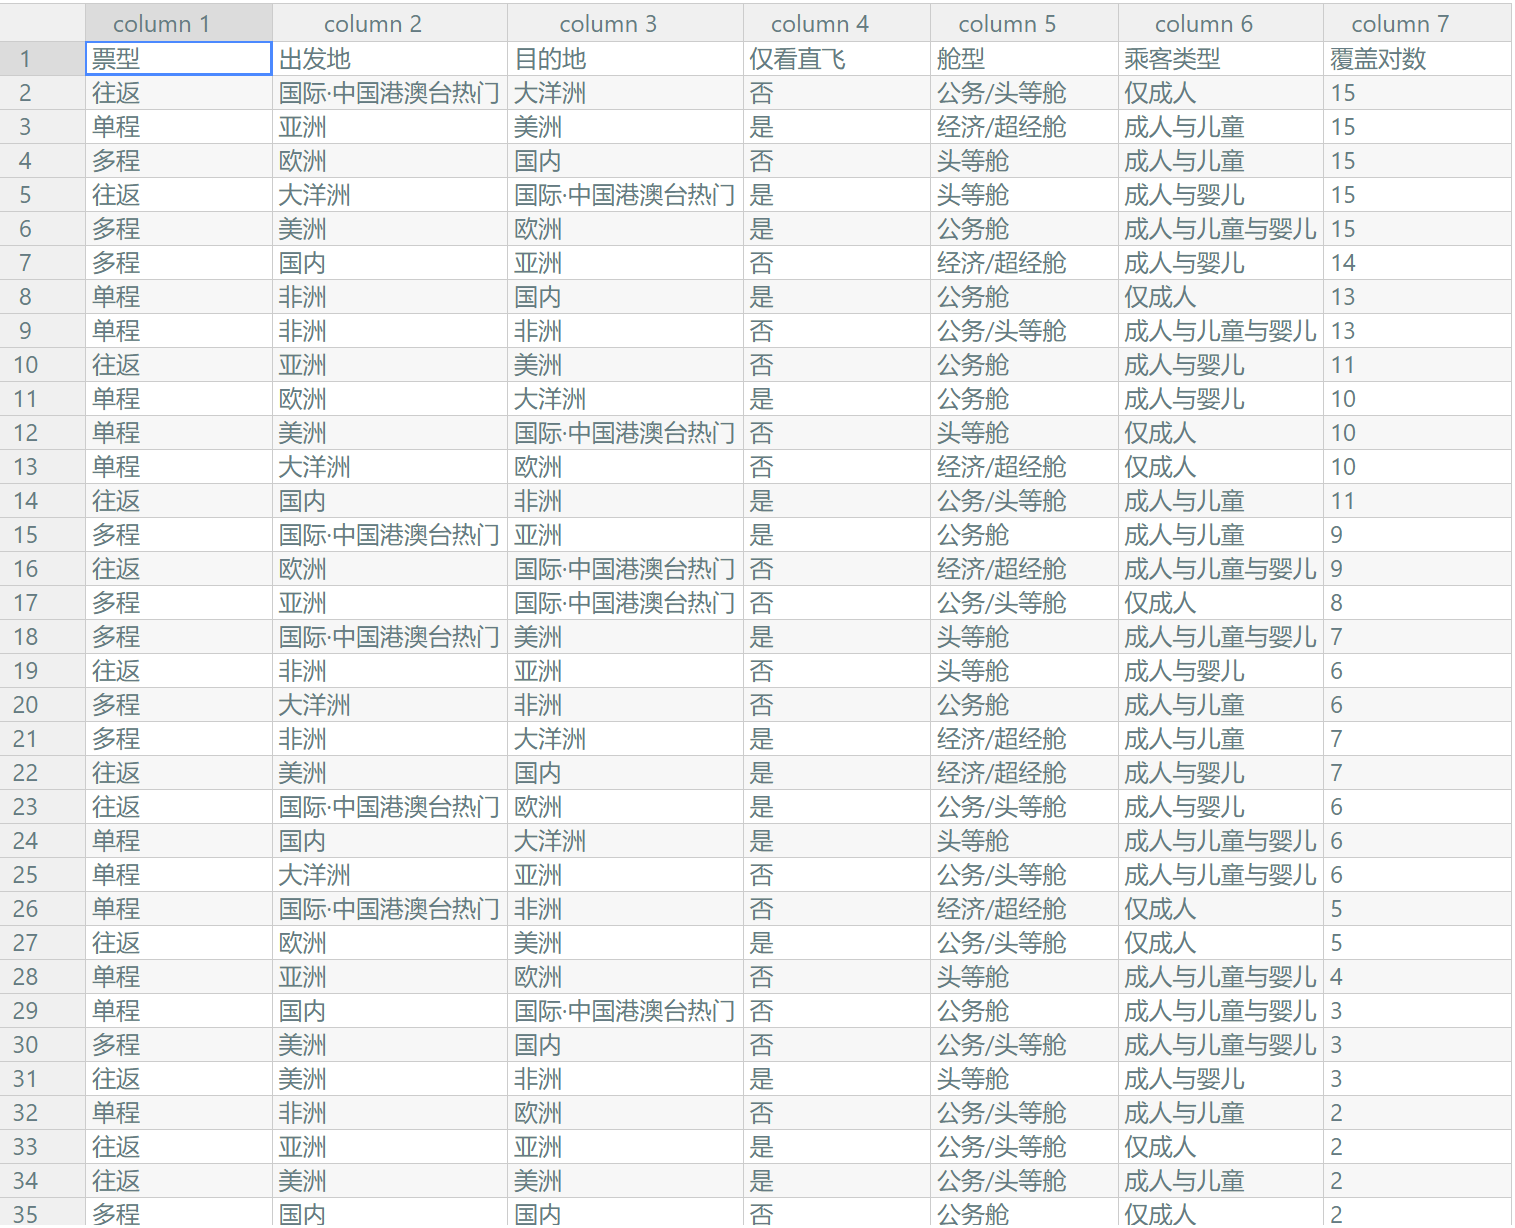 column 1 column 2 column 3 column 4 column 5 column 6 column 7
1 票型 出发地 目的地 仅看直飞 舱型 乘客类型 覆盖对数
2 往返 国际·中国港澳台热门 大洋洲 否 公务/头等舱 仅成人 15
3 单程 亚洲 美洲 是 经济/超经舱 成人与儿童 15
4 多程 欧洲 国内 否 头等舱 成人与儿童 15
5 往返 大洋洲 国际·中国港澳台热门 是 头等舱 成人与婴儿 15
6 多程 美洲 欧洲 是 公务舱 成人与儿童与婴儿 15
7 多程 国内 亚洲 否 经济/超经舱 成人与婴儿 14
8 单程 非洲 国内 是 公务舱 仅成人 13
9 单程 非洲 非洲 否 公务/头等舱 成人与儿童与婴儿 13
10 往返 亚洲 美洲 否 公务舱 成人与婴儿 11
11 单程 欧洲 大洋洲 是 公务舱 成人与婴儿 10
12 单程 美洲 国际·中国港澳台热门 否 头等舱 仅成人 10
13 单程 大洋洲 欧洲 否 经济/超经舱 仅成人 10
14 往返 国内 非洲 是 公务/头等舱 成人与儿童 11
15 多程 国际·中国港澳台热门 亚洲 是 公务舱 成人与儿童 9
16 往返 欧洲 国际·中国港澳台热门 否 经济/超经舱 成人与儿童与婴儿 9
17 多程 亚洲 国际·中国港澳台热门 否 公务/头等舱 仅成人 8
18 多程 国际·中国港澳台热门 美洲 是 头等舱 成人与儿童与婴儿 7
19 往返 非洲 亚洲 否 头等舱 成人与婴儿 6
20 多程 大洋洲 非洲 否 公务舱 成人与儿童 6
21 多程 非洲 大洋洲 是 经济/超经舱 成人与儿童 7
22 往返 美洲 国内 是 经济/超经舱 成人与婴儿 7
23 往返 国际·中国港澳台热门 欧洲 是 公务/头等舱 成人与婴儿 6
24 单程 国内 大洋洲 是 头等舱 成人与儿童与婴儿 6
25 单程 大洋洲 亚洲 否 公务/头等舱 成人与儿童与婴儿 6
26 单程 国际·中国港澳台热门 非洲 否 经济/超经舱 仅成人 5
27 往返 欧洲 美洲 是 公务/头等舱 仅成人 5
28 单程 亚洲 欧洲 否 头等舱 成人与儿童与婴儿 4
29 单程 国内 国际·中国港澳台热门 否 公务舱 成人与儿童与婴儿 3
30 多程 美洲 国内 否 公务/头等舱 成人与儿童与婴儿 3
31 往返 美洲 非洲 是 头等舱 成人与婴儿 3
32 单程 非洲 欧洲 否 公务/头等舱 成人与儿童 2
33 往返 亚洲 亚洲 是 公务/头等舱 仅成人 2
34 往返 美洲 美洲 是 公务/头等舱 成人与儿童 2
35 多程 国内 国内 否 公务舱 仅成人 2